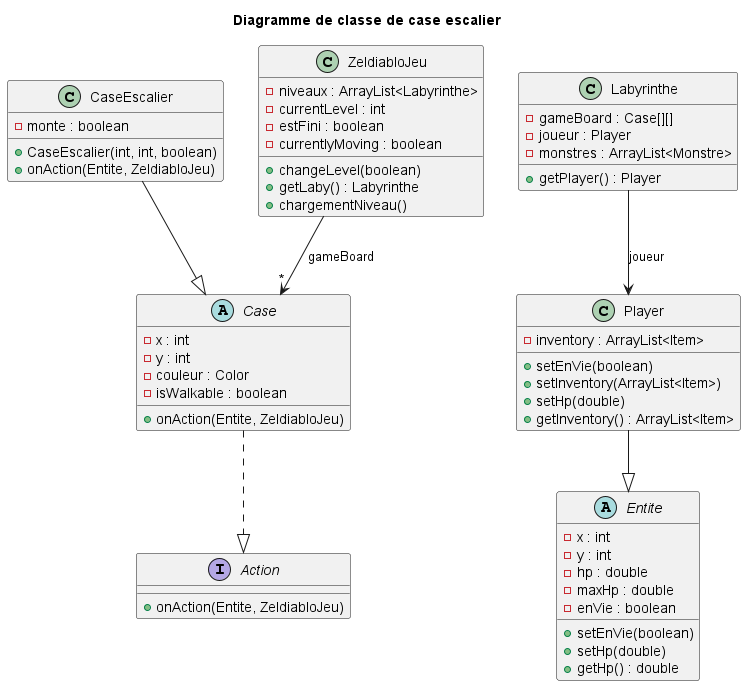 Diagramme de classe de case escalier
C CaseEscalier
monte : boolean
CaseEscalier(int, int, boolean)
onAction(Entite, ZeldiabloJeu)
C ZeldiabloJeu
niveaux : ArrayList<Labyrinthe>
currentLevel : int
estFini : boolean
currentlyMoving : boolean
changeLevel(boolean)
getLaby() : Labyrinthe
chargementNiveau()
C Labyrinthe
gameBoard : Case[][]
joueur : Player
monstres : ArrayList<Monstre>
getPlayer() : Player
gameBoard
*
joueur
A Case
x : int
y : int
couleur : Color
isWalkable : boolean
onAction(Entite, ZeldiabloJeu)
C Player
inventory : ArrayList<Item>
setEnVie(boolean)
setInventory(ArrayList<Item>)
setHp(double)
getInventory() : ArrayList<Item>
I Action
onAction(Entite, ZeldiabloJeu)
A Entite
x : int
y : int
hp : double
maxHp : double
enVie : boolean
setEnVie(boolean)
setHp(double)
getHp() : double